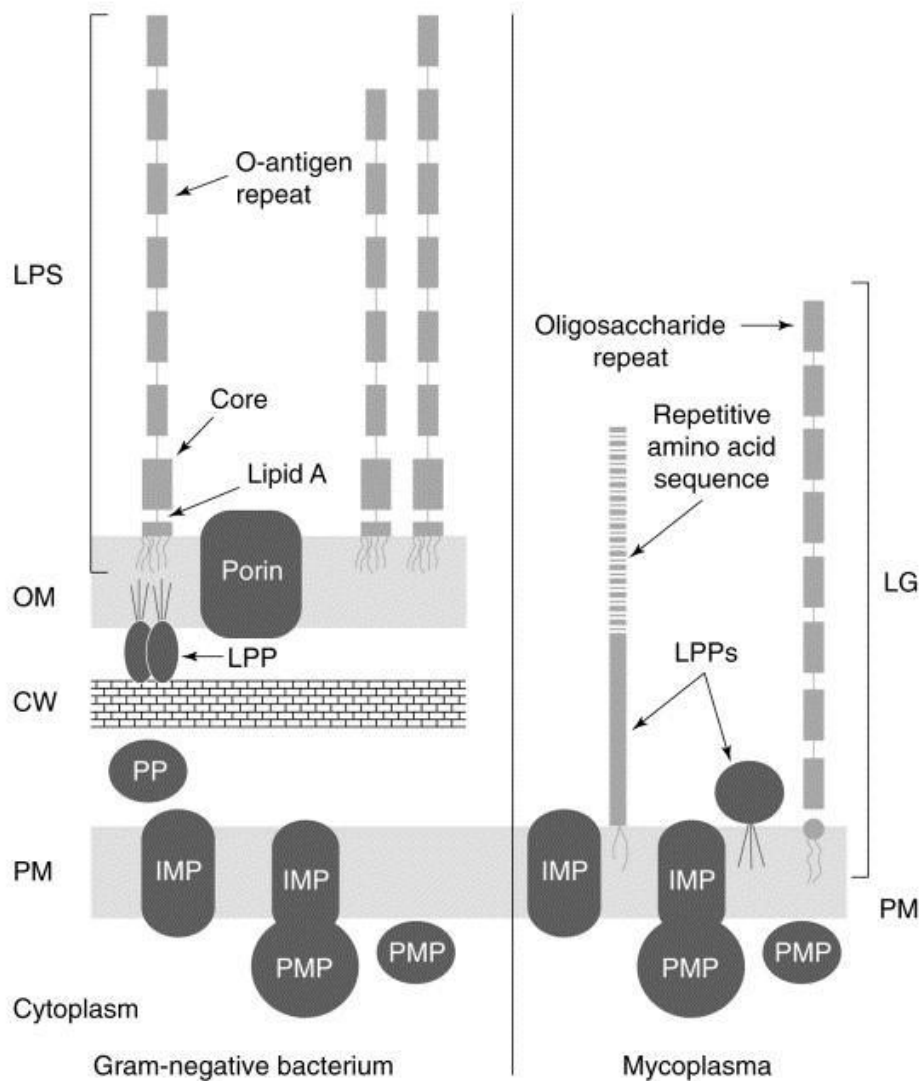 O-antigen
repeat
LPS
Core
Lipid A
Porin
OM
LPP
CW
PP
IMP
IMP
PM
PMP
PMP
Cytoplasm
Gram-negative bacterium
Oligosaccharide
repeat
Repetitive
amino acid
sequence
LG
LPPs
IMP
IMP
PM
PMP
PMP
Mycoplasma